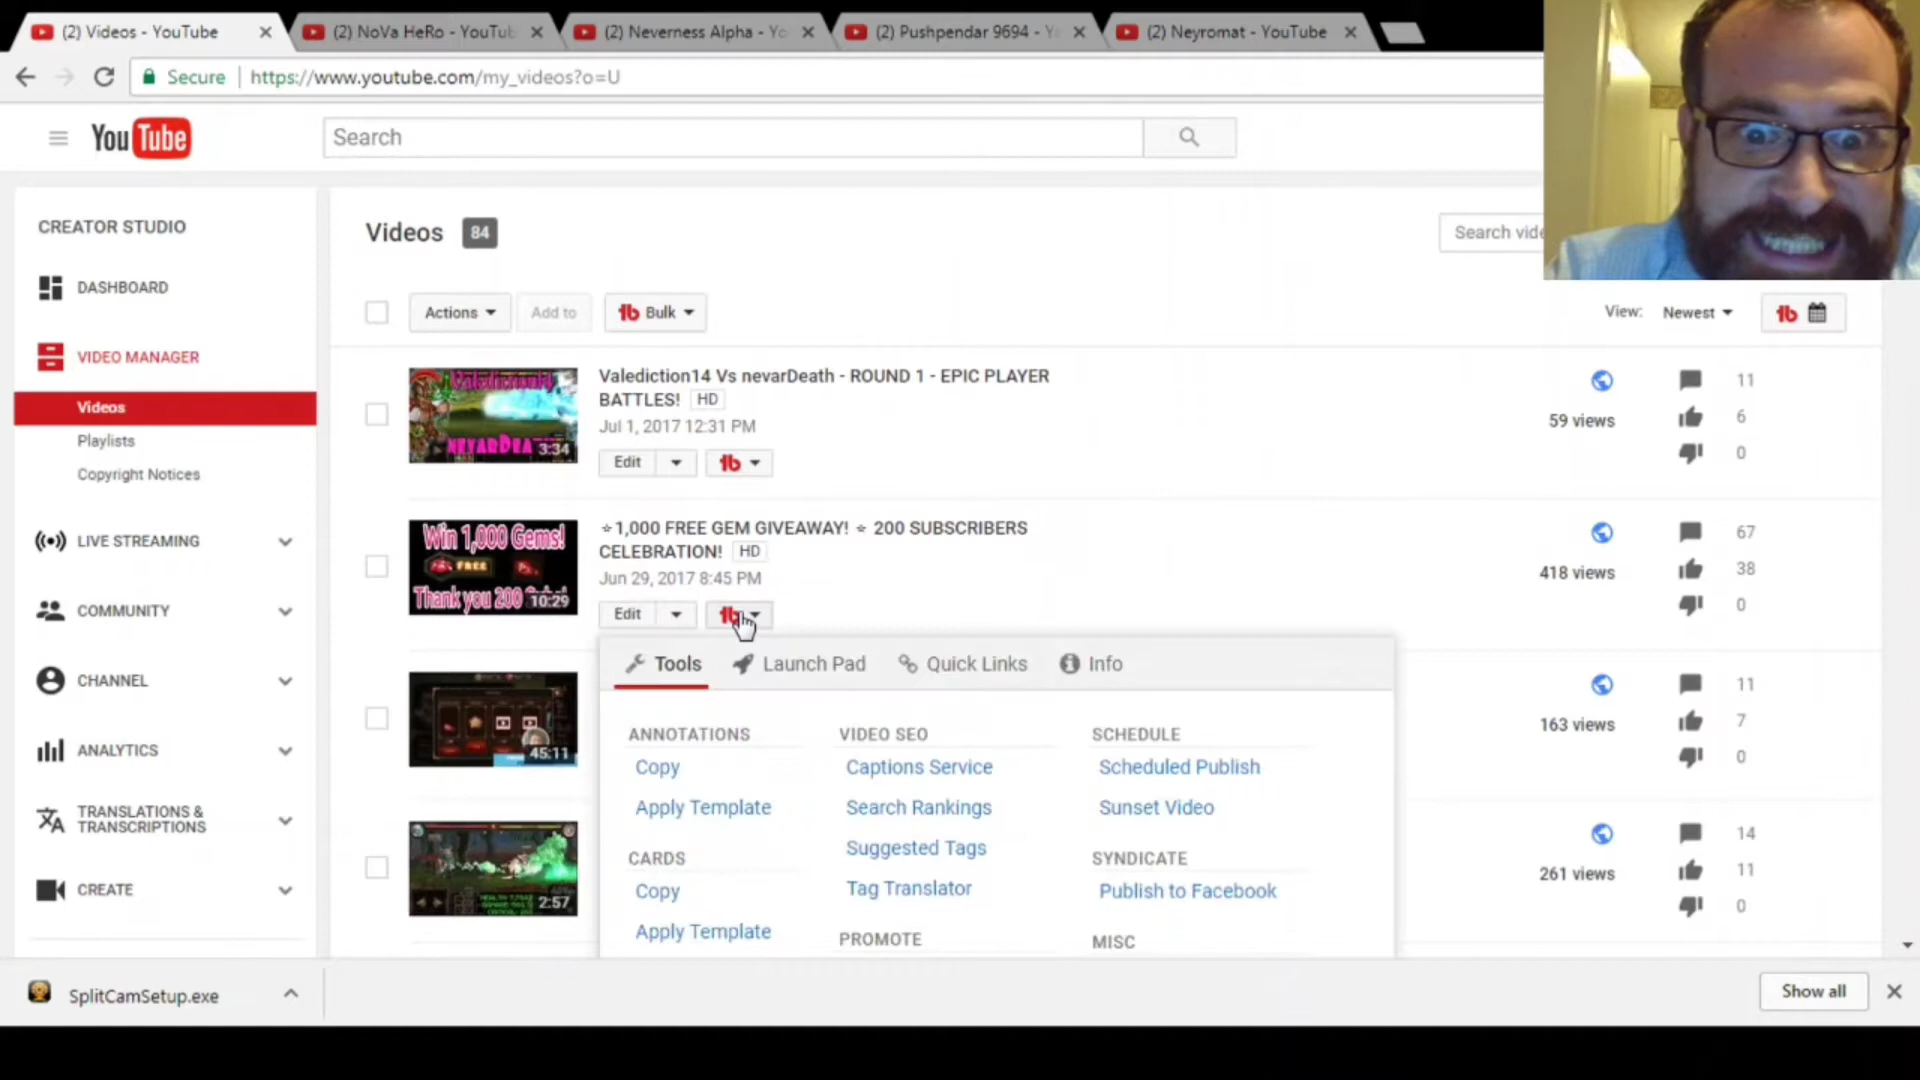 (2) Videos - YouTube
(2) NoVa HeRo - YouTub
(2) Neverness Alpha - Yo
(2) Pushpendar 9694 - Y
(2) Neyromat - YouTube
Secure
https://www.youtube.com/my_videos?o=U
YouTube
Search
CREATOR STUDIO
DASHBOARD
VIDEO MANAGER
Videos
Playlists
Copyright Notices
LIVE STREAMING
COMMUNITY
CHANNEL
ANALYTICS
TRANSLATIONS &
TRANSCRIPTIONS
CREATE
Videos 84
Search vide
Actions
Add to
Bulk
View:
Newest
Valediction14
NEVARDEA
3:34
Valediction14 Vs nevarDeath - ROUND 1 - EPIC PLAYER
BATTLES! HD
Jul 1, 2017 12:31 PM
Edit
59 views
11
6
0
Win 1,000 Gems!
FREE
Thank you 200
10:29
⭐1,000 FREE GEM GIVEAWAY! ⭐ 200 SUBSCRIBERS
CELEBRATION! HD
Jun 29, 2017 8:45 PM
Edit
418 views
67
38
0
45:11
163 views
11
7
0
2:57
261 views
14
11
0
Tools
Launch Pad
Quick Links
Info
ANNOTATIONS
Copy
Apply Template
CARDS
Copy
Apply Template
VIDEO SEO
Captions Service
Search Rankings
Suggested Tags
Tag Translator
PROMOTE
SCHEDULE
Scheduled Publish
Sunset Video
SYNDICATE
Publish to Facebook
MISC
SplitCamSetup.exe
Show all